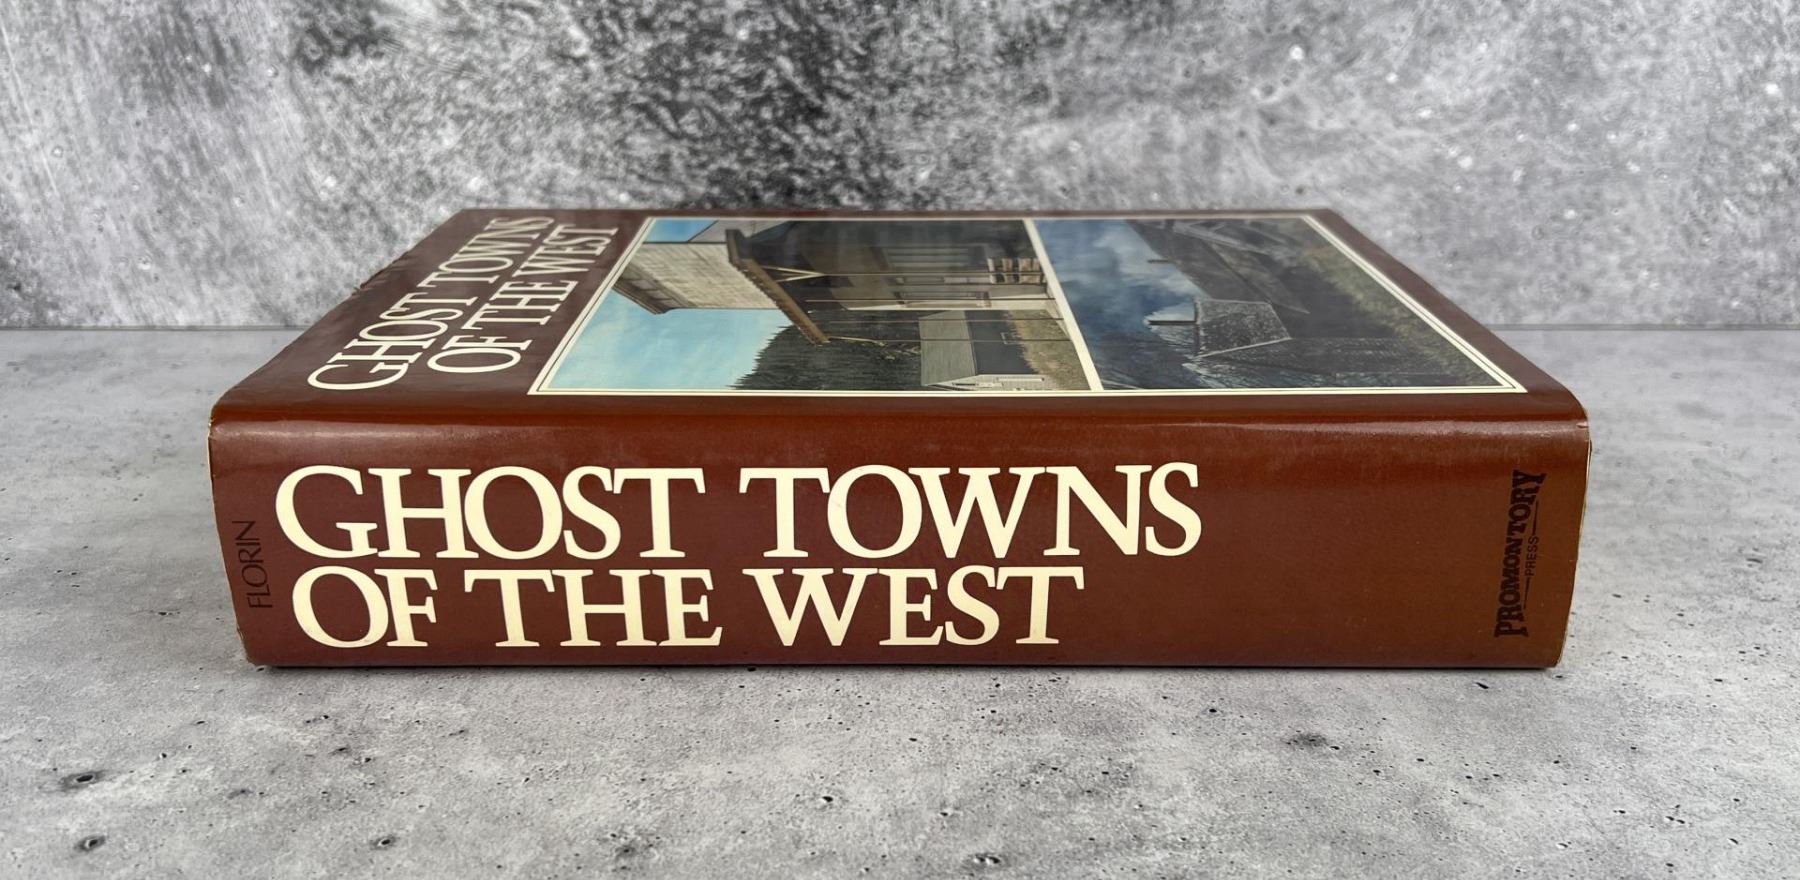 GHOST TOWNS
OF THE WEST
FLORIN
GHOST TOWNS
OF THE WEST
PROMONTORY
PRESS